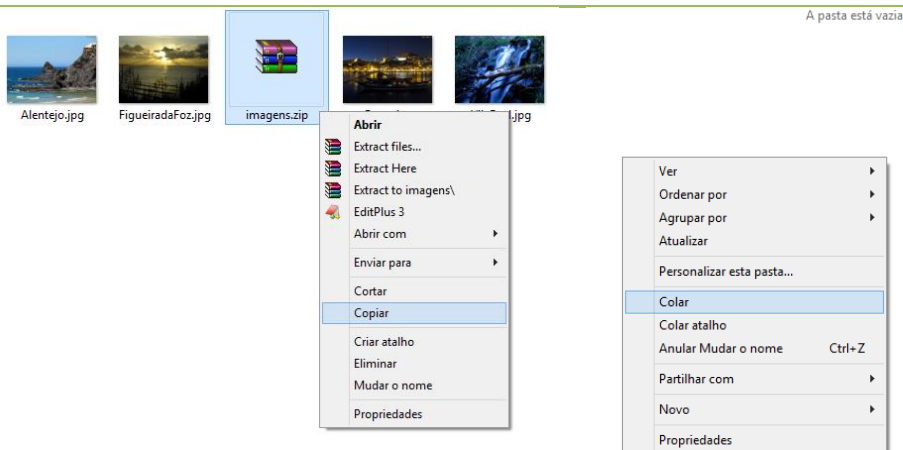 A pasta está vazia
Alentejo.jpg
FigueiradaFoz.jpg
imagens.zip
.jpg
Abrir
Extract files...
Extract Here
Extract to imagens\
EditPlus 3
Abrir com
Enviar para
Cortar
Copiar
Criar atalho
Eliminar
Mudar o nome
Propriedades
Ver
Ordenar por
Agrupar por
Atualizar
Personalizar esta pasta...
Colar
Colar atalho
Anular Mudar o nome Ctrl+Z
Partilhar com
Novo
Propriedades